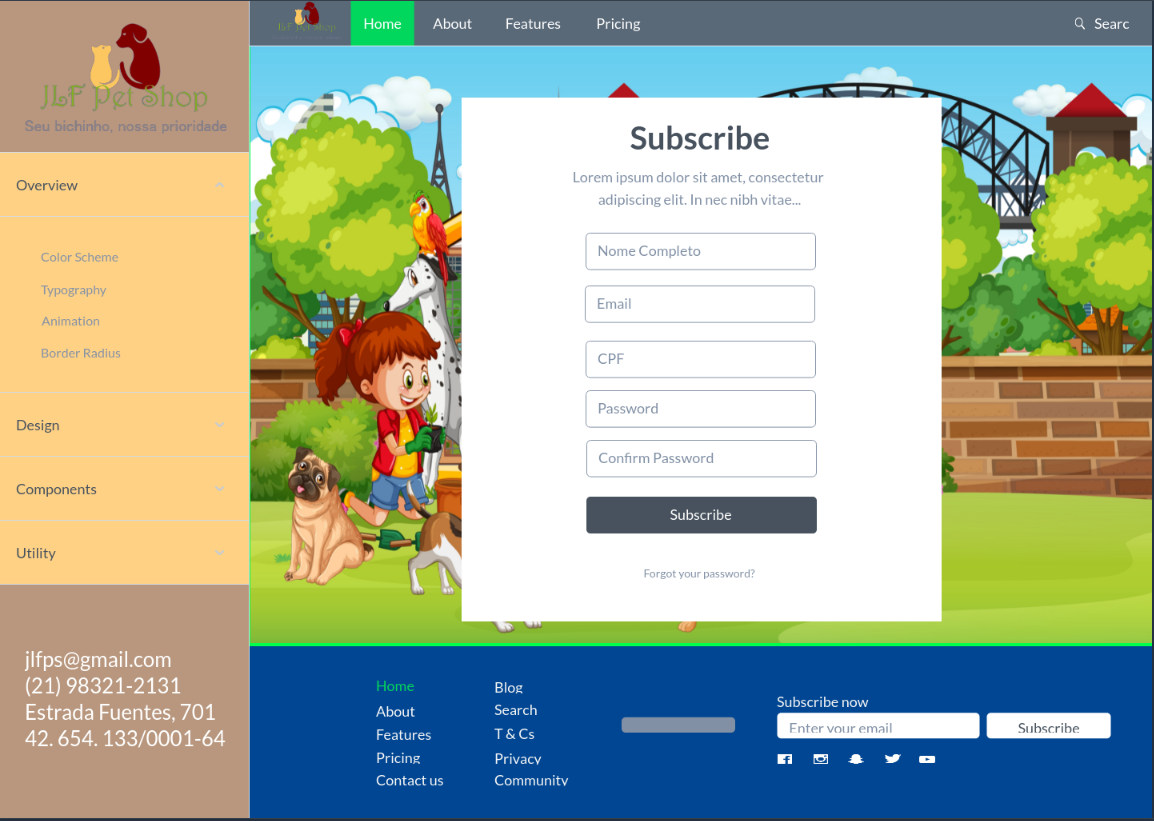 JLF Pet Shop
Seu bichinho, nossa prioridade
Overview
Color Scheme
Typography
Animation
Border Radius
Design
Components
Utility
jlfps@gmail.com
(21) 98321-2131
Estrada Fuentes, 701
42. 654. 133/0001-64
JLF Pet Shop
Home
About
Features
Pricing
Searc
Subscribe
Lorem ipsum dolor sit amet, consectetur
adipiscing elit. In nec nibh vitae...
Nome Completo
Email
CPF
Password
Confirm Password
Subscribe
Forgot your password?
Home
About
Features
Pricing
Contact us
Blog
Search
T & Cs
Privacy
Community
Subscribe now
Enter your email
Subscribe